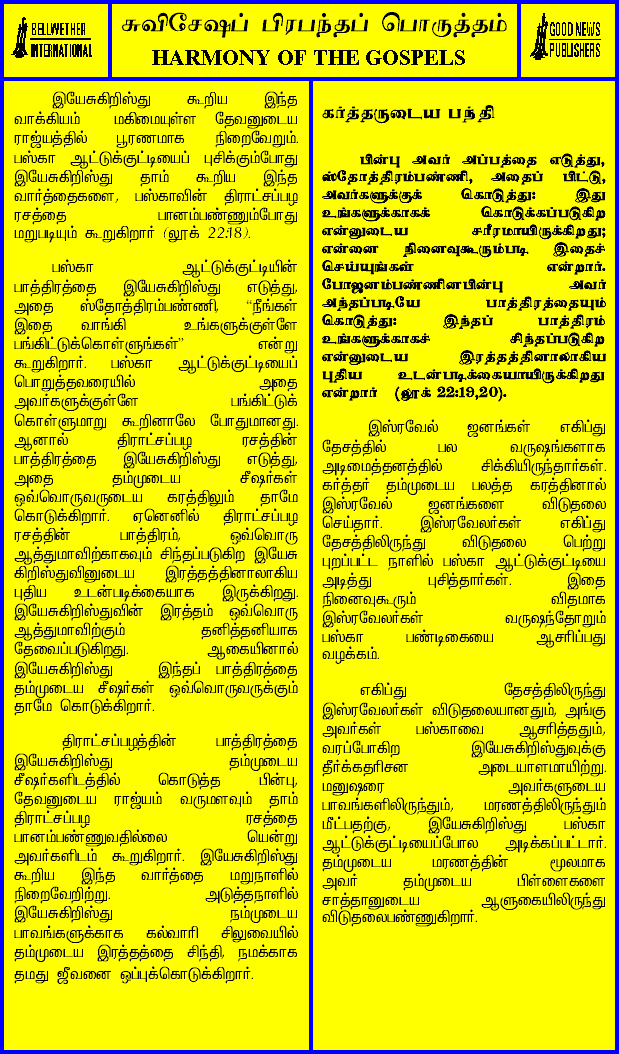 BELLWETHER
INTERNATIONAL
சுவிசேஷப் பிரபந்தப் பொருத்தம்
HARMONY OF THE GOSPELS
GOOD NEWS
PUBLISHERS
இயேசுகிறிஸ்து கூறிய இந்த
வாக்கியம் மகிமையுள்ள தேவனுடைய
ராஜ்யத்தில் பூரணமாக நிறைவேறும்.
பஸ்கா ஆட்டுக்குட்டியைப் புசிக்கும்போது
இயேசுகிறிஸ்து தாம் கூறிய இந்த
வார்த்தைகளை, பஸ்காவின் திராட்சப்பழ
ரசத்தை பானம்பண்ணும்போது
மறுபடியும் கூறுகிறார் (லூக் 22:18).
பஸ்கா ஆட்டுக்குட்டியின்
பாத்திரத்தை இயேசுகிறிஸ்து எடுத்து,
அதை ஸ்தோத்திரம்பண்ணி, “நீங்கள்
இதை வாங்கி உங்களுக்குள்ளே
பங்கிட்டுக்கொள்ளுங்கள்” என்று
கூறுகிறார். பஸ்கா ஆட்டுக்குட்டியைப்
பொறுத்தவரையில் அதை
அவர்களுக்குள்ளே பங்கிட்டுக்
கொள்ளுமாறு கூறினாலே போதுமானது.
ஆனால் திராட்சப்பழ ரசத்தின்
பாத்திரத்தை இயேசுகிறிஸ்து எடுத்து,
அதை தம்முடைய சீஷர்கள்
ஒவ்வொருவருடைய கரத்திலும் தாமே
கொடுக்கிறார். ஏனெனில் திராட்சப்பழ
ரசத்தின் பாத்திரம், ஒவ்வொரு
ஆத்துமாவிற்காகவும் சிந்தப்படுகிற இயேசு
கிறிஸ்துவினுடைய இரத்தத்தினாலாகிய
புதிய உடன்படிக்கையாக இருக்கிறது.
இயேசுகிறிஸ்துவின் இரத்தம் ஒவ்வொரு
ஆத்துமாவிற்கும் தனித்தனியாக
தேவைப்படுகிறது. ஆகையினால்
இயேசுகிறிஸ்து இந்தப் பாத்திரத்தை
தம்முடைய சீஷர்கள் ஒவ்வொருவருக்கும்
தாமே கொடுக்கிறார்.
திராட்சப்பழத்தின் பாத்திரத்தை
இயேசுகிறிஸ்து தம்முடைய
சீஷர்களிடத்தில் கொடுத்த பின்பு,
தேவனுடைய ராஜ்யம் வருமளவும் தாம்
திராட்சப்பழ ரசத்தை
பானம்பண்ணுவதில்லை யென்று
அவர்களிடம் கூறுகிறார். இயேசுகிறிஸ்து
கூறிய இந்த வார்த்தை மறுநாளில்
நிறைவேறிற்று. அடுத்தநாளில்
இயேசுகிறிஸ்து நம்முடைய
பாவங்களுக்காக கல்வாரி சிலுவையில்
தம்முடைய இரத்தத்தை சிந்தி, நமக்காக
தமது ஜீவனை ஒப்புக்கொடுக்கிறார்.
கர்த்தருடைய பந்தி
பின்பு அவர் அப்பத்தை எடுத்து,
ஸ்தோத்திரம்பண்ணி, அதைப் பிட்டு,
அவர்களுக்குக் கொடுத்து: இது
உங்களுக்காகக் கொடுக்கப்படுகிற
என்னுடைய சரீரமாயிருக்கிறது;
என்னை நினைவுகூரும்படி இதைச்
செய்யுங்கள் என்றார்.
போஜனம்பண்ணினபின்பு அவர்
அந்தப்படியே பாத்திரத்தையும்
கொடுத்து: இந்தப் பாத்திரம்
உங்களுக்காகச் சிந்தப்படுகிற
என்னுடைய இரத்தத்தினாலாகிய
புதிய உடன்படிக்கையாயிருக்கிறது
என்றார் (லூக் 22:19,20).
இஸ்ரவேல் ஜனங்கள் எகிப்து
தேசத்தில் பல வருஷங்களாக
அடிமைத்தனத்தில் சிக்கியிருந்தார்கள்.
கர்த்தர் தம்முடைய பலத்த கரத்தினால்
இஸ்ரவேல் ஜனங்களை விடுதலை
செய்தார். இஸ்ரவேலர்கள் எகிப்து
தேசத்திலிருந்து விடுதலை பெற்று
புறப்பட்ட நாளில் பஸ்கா ஆட்டுக்குட்டியை
அடித்து புசித்தார்கள். இதை
நினைவுகூரும் விதமாக
இஸ்ரவேலர்கள் வருஷந்தோறும்
பஸ்கா பண்டிகையை ஆசரிப்பது
வழக்கம்.
எகிப்து தேசத்திலிருந்து
இஸ்ரவேலர்கள் விடுதலையானதும், அங்கு
அவர்கள் பஸ்காவை ஆசரித்ததும்,
வரப்போகிற இயேசுகிறிஸ்துவுக்கு
தீர்க்கதரிசன அடையாளமாயிற்று.
மனுஷரை அவர்களுடைய
பாவங்களிலிருந்தும், மரணத்திலிருந்தும்
மீட்பதற்கு, இயேசுகிறிஸ்து பஸ்கா
ஆட்டுக்குட்டியைப்போல அடிக்கப்பட்டார்.
தம்முடைய மரணத்தின் மூலமாக
அவர் தம்முடைய பிள்ளைகளை
சாத்தானுடைய ஆளுகையிலிருந்து
விடுதலைபண்ணுகிறார்.